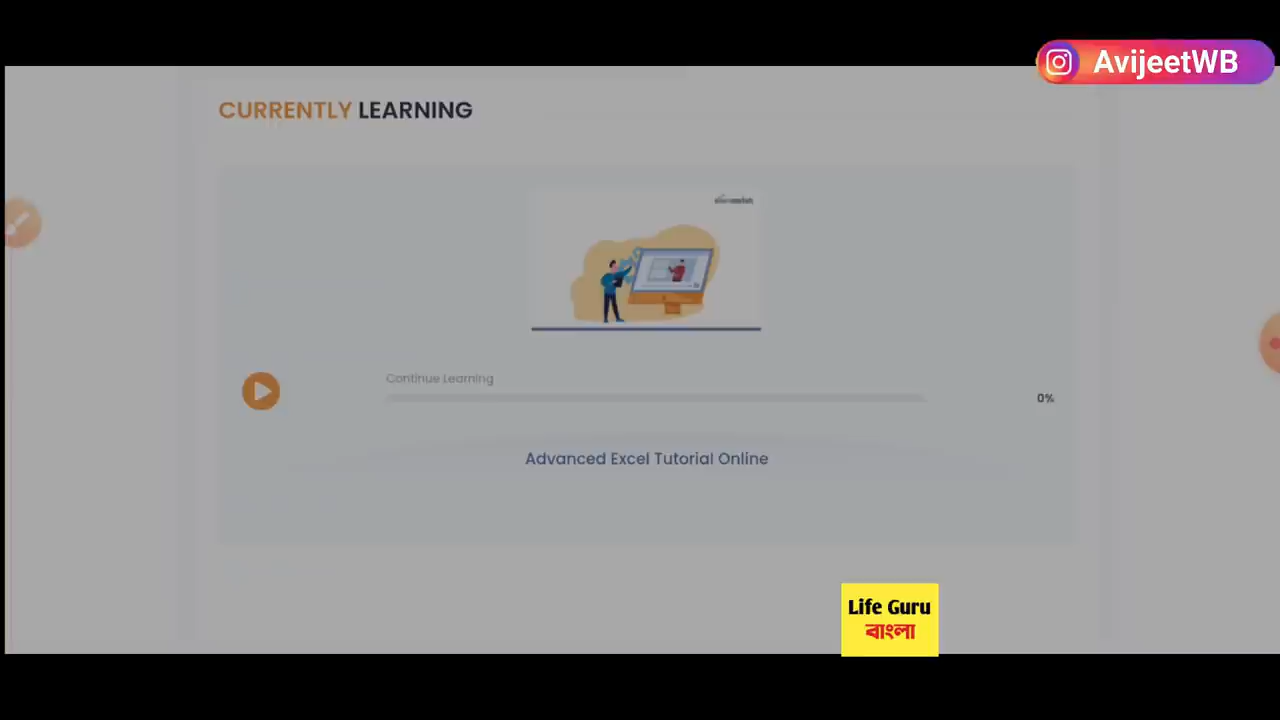 AvijeetWB
CURRENTLY LEARNING
Continue Learning
0%
Advanced Excel Tutorial Online
Life Guru
বাংলা